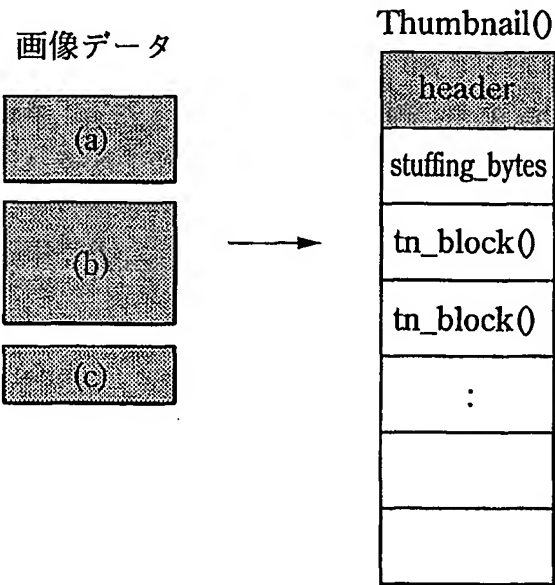 画像データ
(a)
(b)
(c)
Thumbnail()
header
stuffing_bytes
tn_block()
tn_block()
: